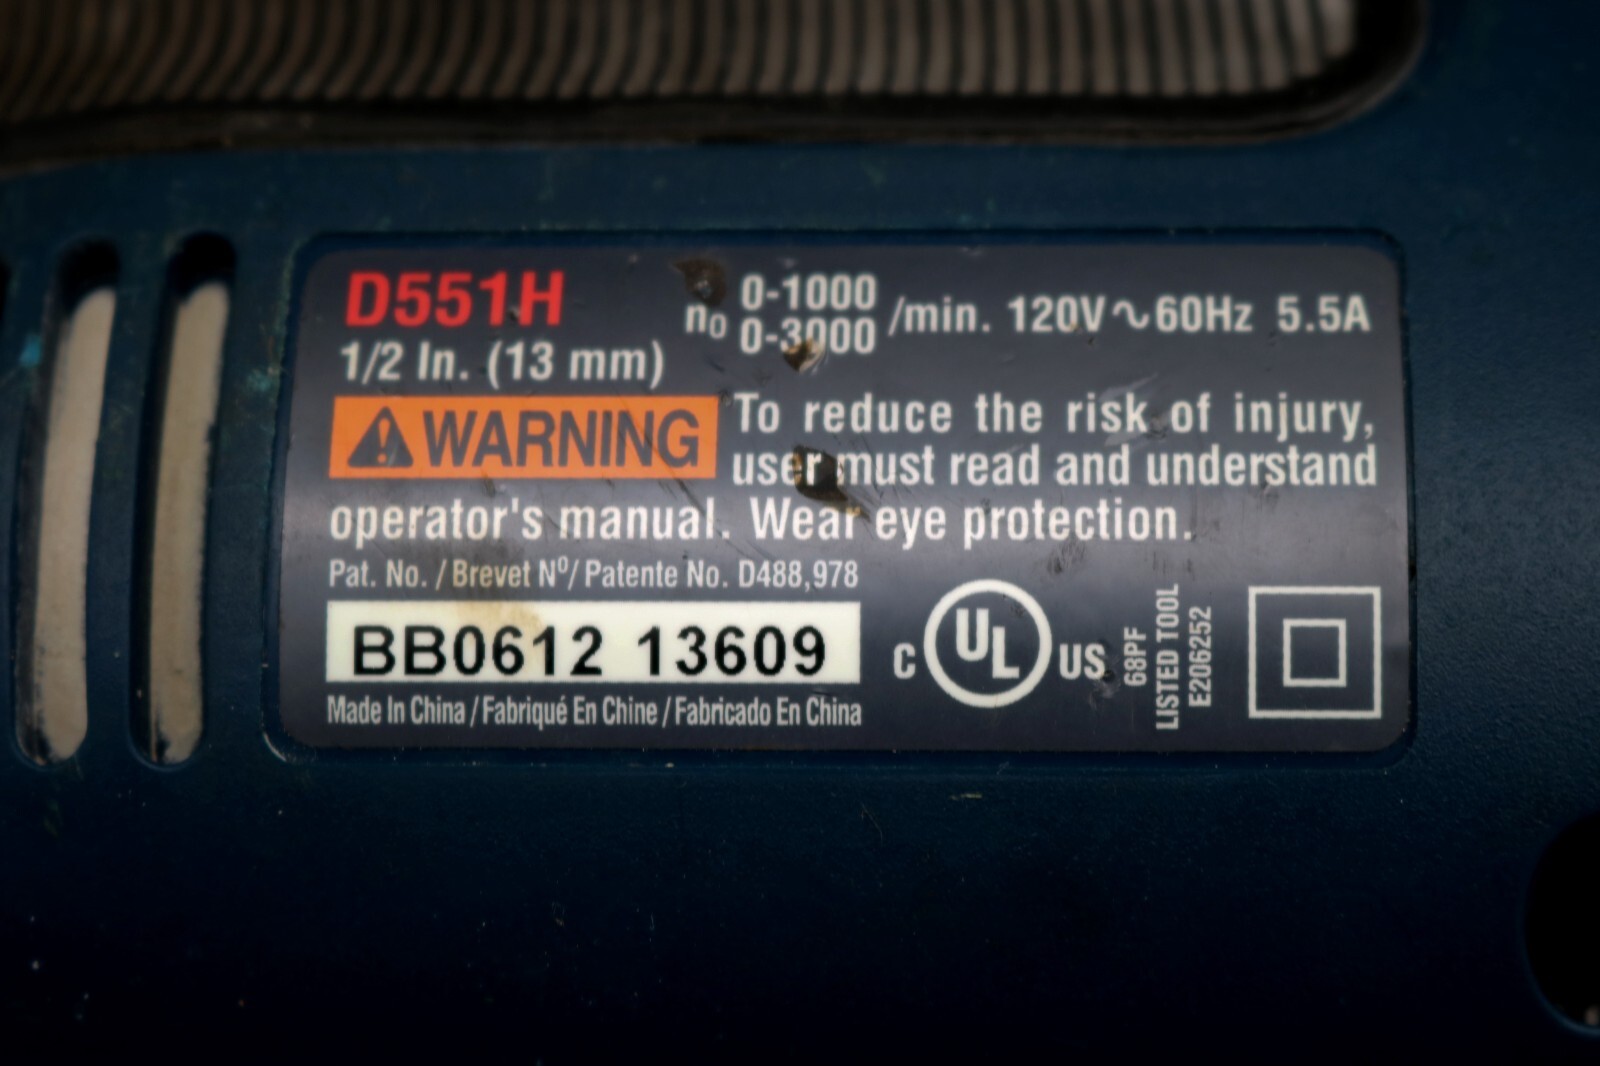 D551H
1/2 In. (13 mm)
no 0-1000 /min. 120V~60Hz 5.5A
0-3000
WARNING To reduce the risk of injury,
user must read and understand
operator's manual. Wear eye protection.
Pat. No. / Brevet Nº/ Patente No. D488,978
BB0612 13609
Made In China / Fabriqué En Chine / Fabricado En China
C UL US
68PF
LISTED TOOL
E206252